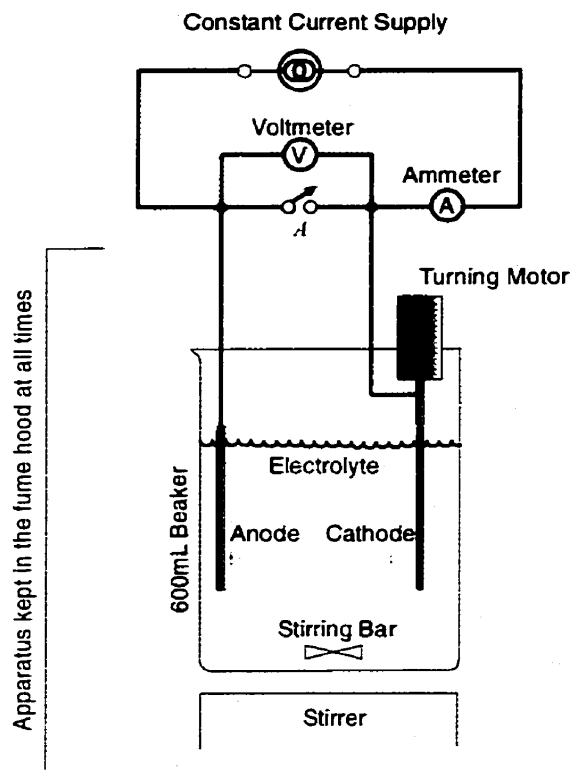 Constant Current Supply
Voltmeter
V
Ammeter
A
A
Turning Motor
Apparatus kept in the fume hood at all times
600mL Beaker
Electrolyte
Anode
Cathode
Stirring Bar
Stirrer